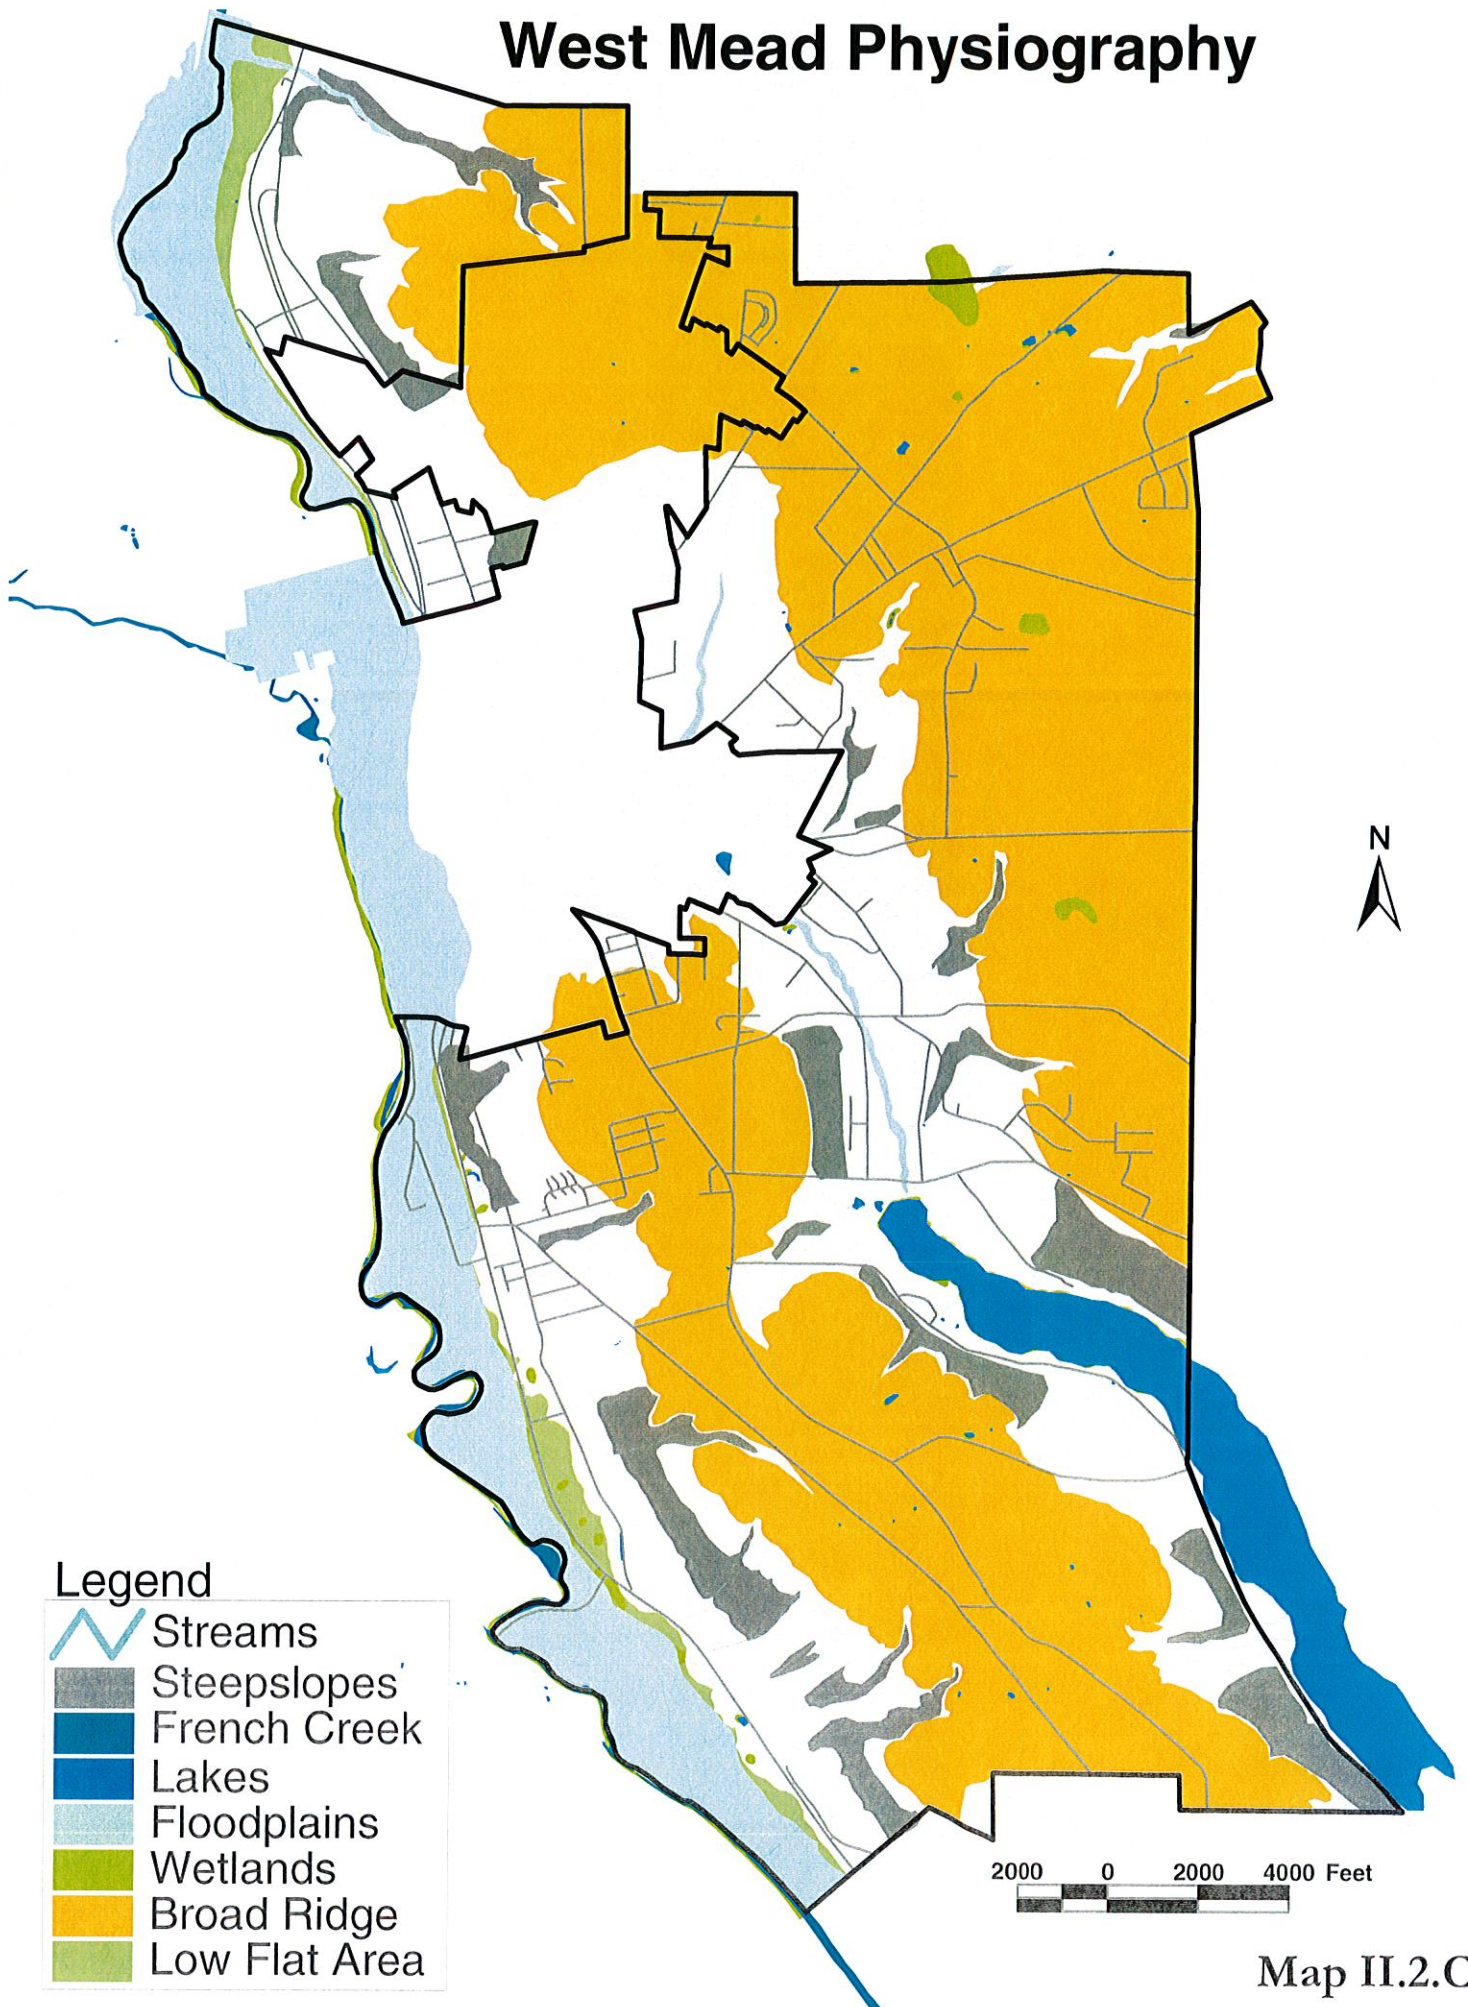 West Mead Physiography
N
Legend
Streams
Steepslopes
French Creek
Lakes
Floodplains
Wetlands
Broad Ridge
Low Flat Area
2000 0 2000 4000 Feet
Map II.2.C